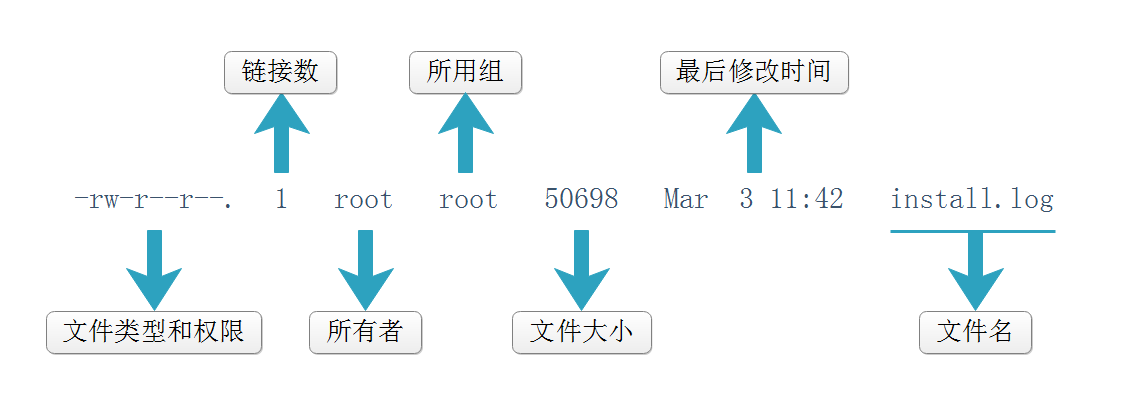 链接数 所用组 最后修改时间
-rw-r--r--. 1 root root 50698 Mar 3 11:42 install.log
文件类型和权限 所有者 文件大小 文件名